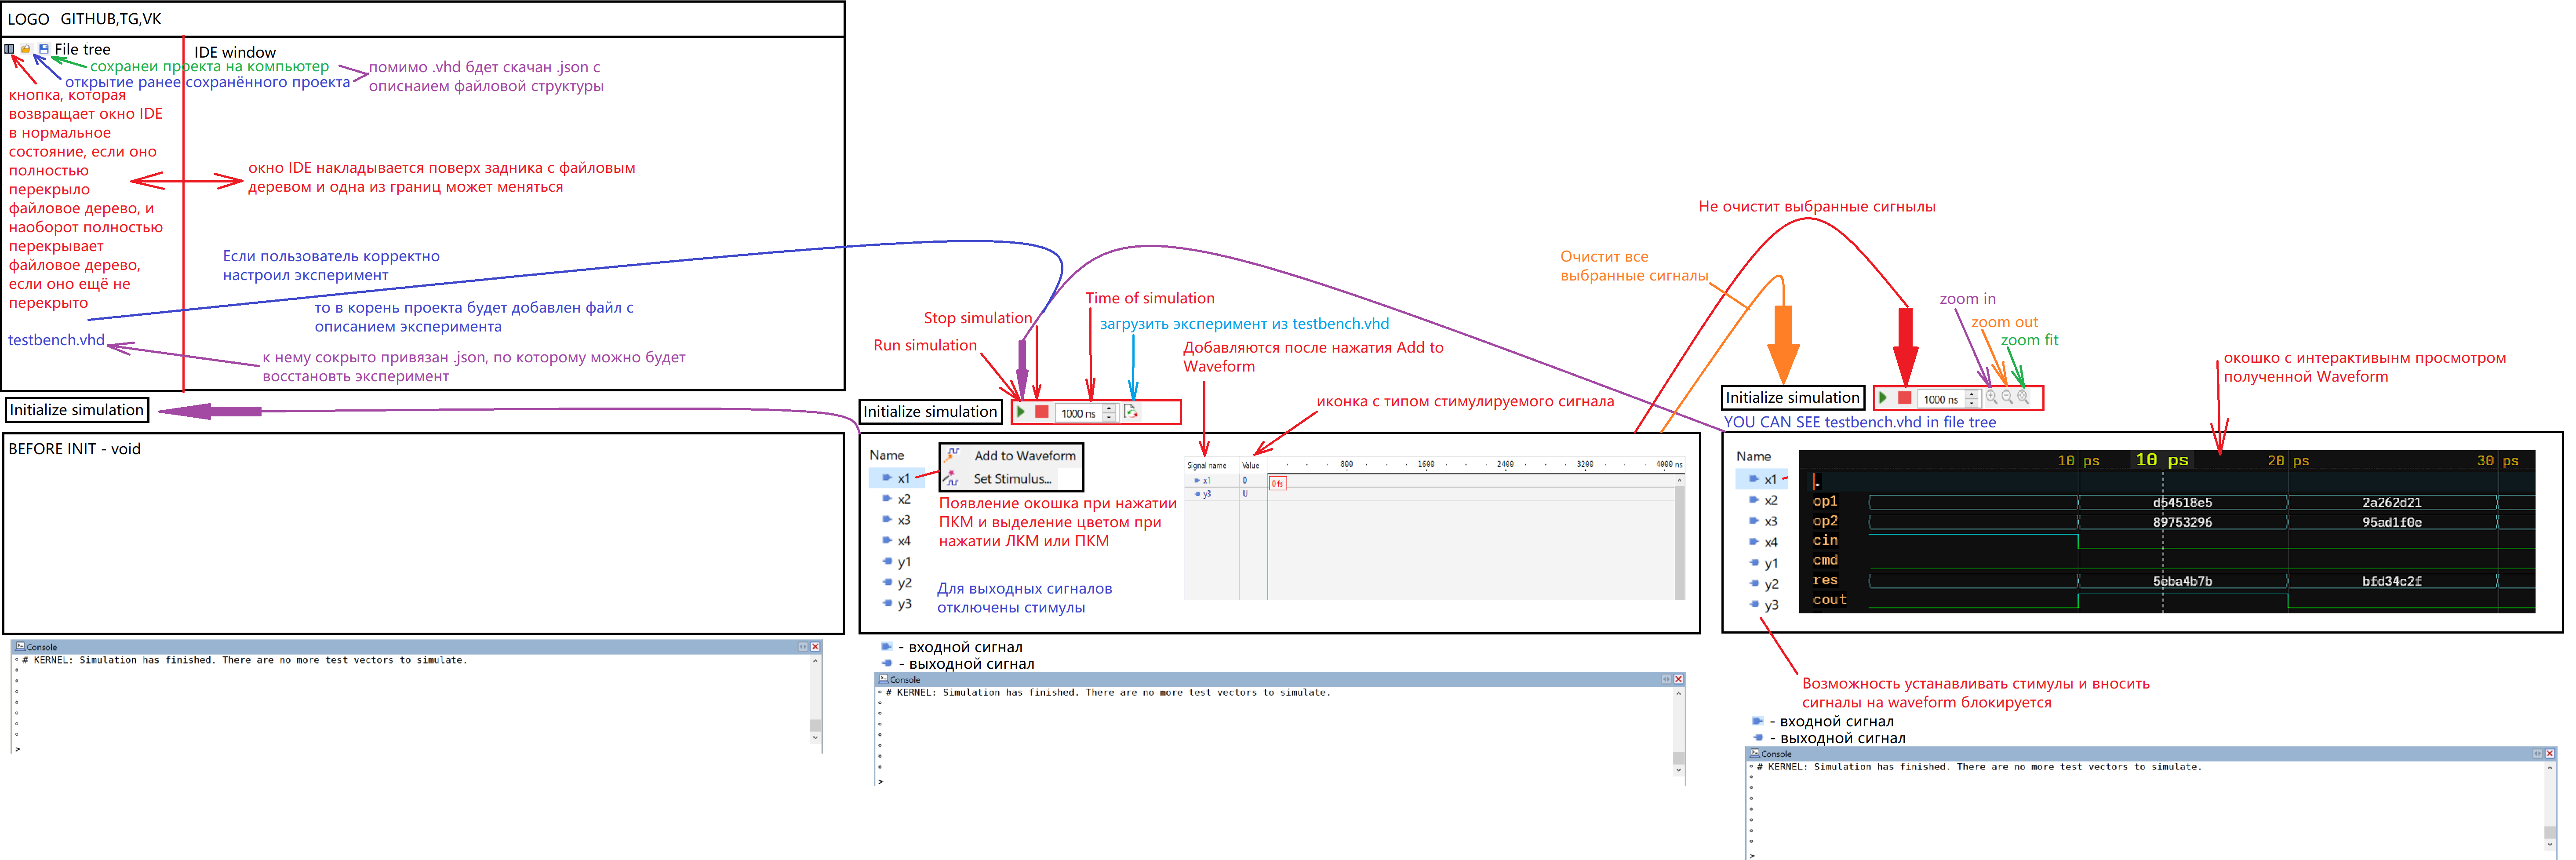 LOGO GITHUB,TG,VK
File tree
IDE window
сохранеи проекта на компьютер
открытие ранее сохранённого проекта
помимо .vhd бдет скачан .json с
описнаием файловой структуры
кнопка, которая
возвращает окно IDE
в нормальное
состояние, если оно
полностью
перекрыло
файловое дерево, и
наоборот полностью
перекрывает
файловое дерево,
если оно ещё не
перекрыто
окно IDE накладывается поверх задника с файловым
деревом и одна из границ может меняться
Если пользователь корректно
настроил эксперимент
то в корень проекта будет добавлен файл с
описанием эксперимента
testbench.vhd
к нему сокрыто привязан .json, по которому можно будет
восстановть эксперимент
Initialize simulation
BEFORE INIT - void
Console
# KERNEL: Simulation has finished. There are no more test vectors to simulate.
>
Time of simulation
Stop simulation
загрузить эксперимент из testbench.vhd
Run simulation
Добавляются после нажатия Add to
Waveform
иконка с типом стимулируемого сигнала
Initialize simulation
1000 ns
Name
x1
x2
x3
x4
y1
y2
y3
Add to Waveform
Set Stimulus...
Появление окошка при нажатии
ПКМ и выделение цветом при
нажатии ЛКМ или ПКМ
Для выходных сигналов
отключены стимулы
Signal name Value 800 1600 2400 3200 4000 ns
x1 0 0 fs
y3 U
- входной сигнал
- выходной сигнал
Console
# KERNEL: Simulation has finished. There are no more test vectors to simulate.
>
Не очистит выбранные сигнылы
Очистит все
выбранные сигналы
zoom in
zoom out
zoom fit
окошко с интерактивынм просмотром
полученной Waveform
Initialize simulation
1000 ns
YOU CAN SEE testbench.vhd in file tree
Name
x1
x2
x3
x4
y1
y2
y3
10 ps 10 ps 20 ps 30 ps
op1 d54518e5 2a262d21
op2 89753296 95ad1f0e
cin
cmd
res 5eba4b7b bfd34c2f
cout
Возможность устанавливать стимулы и вносить
сигналы на waveform блокируется
- входной сигнал
- выходной сигнал
Console
# KERNEL: Simulation has finished. There are no more test vectors to simulate.
>